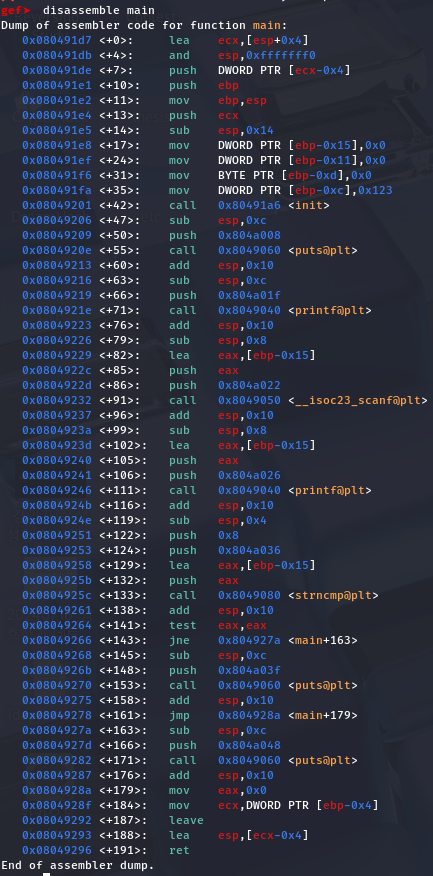 gef➤  disassemble main
Dump of assembler code for function main:
   0x080491d7 <+0>:	lea    ecx,[esp+0x4]
   0x080491db <+4>:	and    esp,0xfffffff0
   0x080491de <+7>:	push   DWORD PTR [ecx-0x4]
   0x080491e1 <+10>:	push   ebp
   0x080491e2 <+11>:	mov    ebp,esp
   0x080491e4 <+13>:	push   ecx
   0x080491e5 <+14>:	sub    esp,0x14
   0x080491e8 <+17>:	mov    DWORD PTR [ebp-0x15],0x0
   0x080491ef <+24>:	mov    DWORD PTR [ebp-0x11],0x0
   0x080491f6 <+31>:	mov    BYTE PTR [ebp-0xd],0x0
   0x080491fa <+35>:	mov    DWORD PTR [ebp-0xc],0x123
   0x08049201 <+42>:	call   0x80491a6 <init>
   0x08049206 <+47>:	sub    esp,0xc
   0x08049209 <+50>:	push   0x804a008
   0x0804920e <+55>:	call   0x8049060 <puts@plt>
   0x08049213 <+60>:	add    esp,0x10
   0x08049216 <+63>:	sub    esp,0xc
   0x08049219 <+66>:	push   0x804a01f
   0x0804921e <+71>:	call   0x8049040 <printf@plt>
   0x08049223 <+76>:	add    esp,0x10
   0x08049226 <+79>:	sub    esp,0x8
   0x08049229 <+82>:	lea    eax,[ebp-0x15]
   0x0804922c <+85>:	push   eax
   0x0804922d <+86>:	push   0x804a022
   0x08049232 <+91>:	call   0x8049050 <__isoc23_scanf@plt>
   0x08049237 <+96>:	add    esp,0x10
   0x0804923a <+99>:	sub    esp,0x8
   0x0804923d <+102>:	lea    eax,[ebp-0x15]
   0x08049240 <+105>:	push   eax
   0x08049241 <+106>:	push   0x804a026
   0x08049246 <+111>:	call   0x8049040 <printf@plt>
   0x0804924b <+116>:	add    esp,0x10
   0x0804924e <+119>:	sub    esp,0x4
   0x08049251 <+122>:	push   0x8
   0x08049253 <+124>:	push   0x804a036
   0x08049258 <+129>:	lea    eax,[ebp-0x15]
   0x0804925b <+132>:	push   eax
   0x0804925c <+133>:	call   0x8049080 <strncmp@plt>
   0x08049261 <+138>:	add    esp,0x10
   0x08049264 <+141>:	test   eax,eax
   0x08049266 <+143>:	jne    0x804927a <main+163>
   0x08049268 <+145>:	sub    esp,0xc
   0x0804926b <+148>:	push   0x804a03f
   0x08049270 <+153>:	call   0x8049060 <puts@plt>
   0x08049275 <+158>:	add    esp,0x10
   0x08049278 <+161>:	jmp    0x804928a <main+179>
   0x0804927a <+163>:	sub    esp,0xc
   0x0804927d <+166>:	push   0x804a048
   0x08049282 <+171>:	call   0x8049060 <puts@plt>
   0x08049287 <+176>:	add    esp,0x10
   0x0804928a <+179>:	mov    eax,0x0
   0x0804928f <+184>:	mov    ecx,DWORD PTR [ebp-0x4]
   0x08049292 <+187>:	leave
   0x08049293 <+188>:	lea    esp,[ecx-0x4]
   0x08049296 <+191>:	ret
End of assembler dump.